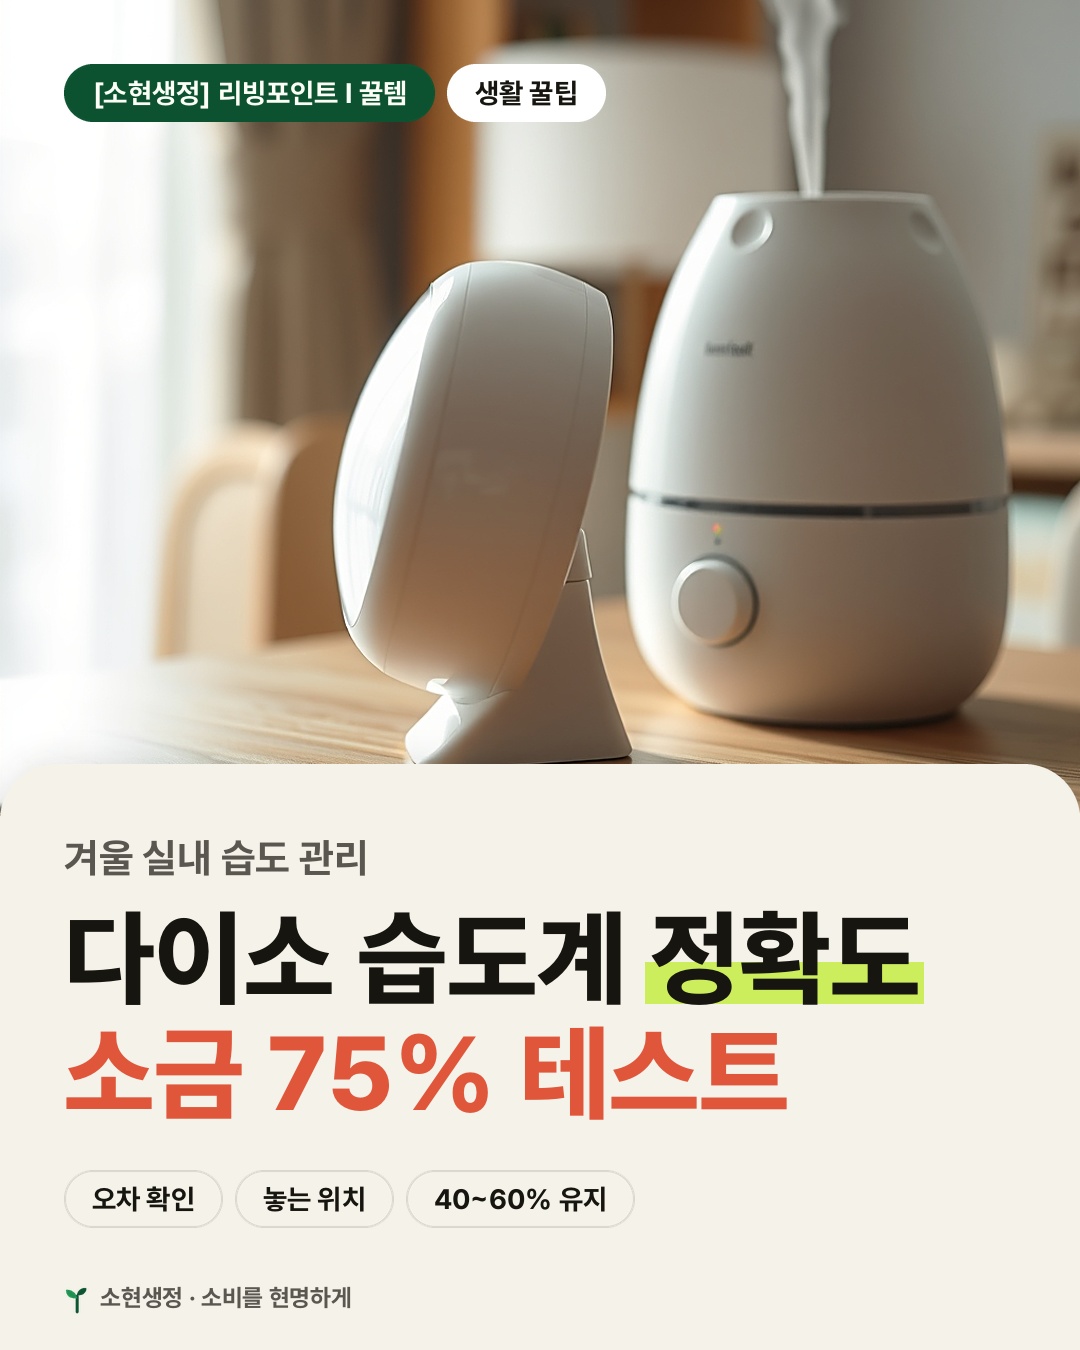 [소현생정] 리빙포인트 I 꿀템
생활 꿀팁
겨울 실내 습도 관리
다이소 습도계 정확도
소금 75% 테스트
오차 확인
놓는 위치
40~60% 유지
소현생정 · 소비를 현명하게